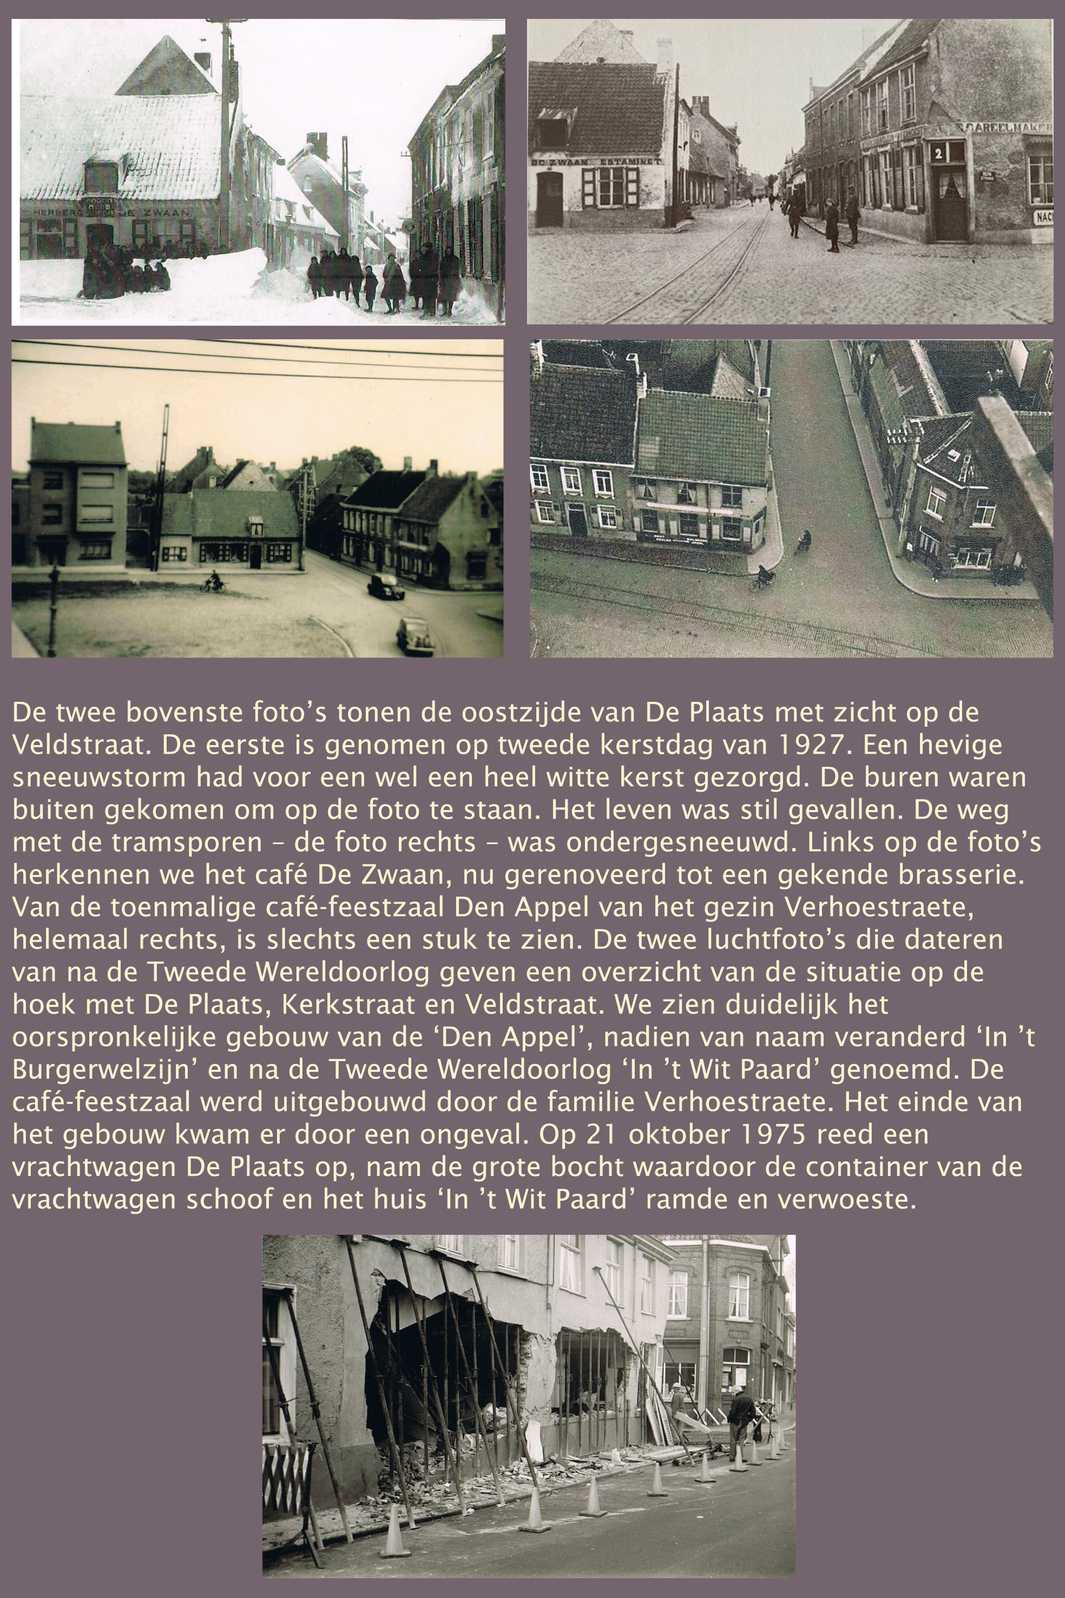 HERBERG DE ZWAAN
DE ZWAAN ESTAMINET
2
GAREELMAKER
NAC
De twee bovenste foto’s tonen de oostzijde van De Plaats met zicht op de
Veldstraat. De eerste is genomen op tweede kerstdag van 1927. Een hevige
sneeuwstorm had voor een wel een heel witte kerst gezorgd. De buren waren
buiten gekomen om op de foto te staan. Het leven was stil gevallen. De weg
met de tramsporen – de foto rechts – was ondergesneeuwd. Links op de foto’s
herkennen we het café De Zwaan, nu gerenoveerd tot een gekende brasserie.
Van de toenmalige café-feestzaal Den Appel van het gezin Verhoestraete,
helemaal rechts, is slechts een stuk te zien. De twee luchtfoto’s die dateren
van na de Tweede Wereldoorlog geven een overzicht van de situatie op de
hoek met De Plaats, Kerkstraat en Veldstraat. We zien duidelijk het
oorspronkelijke gebouw van de ‘Den Appel’, nadien van naam veranderd ‘In ’t
Burgerwelzijn’ en na de Tweede Wereldoorlog ‘In ’t Wit Paard’ genoemd. De
café-feestzaal werd uitgebouwd door de familie Verhoestraete. Het einde van
het gebouw kwam er door een ongeval. Op 21 oktober 1975 reed een
vrachtwagen De Plaats op, nam de grote bocht waardoor de container van de
vrachtwagen schoof en het huis ‘In ’t Wit Paard’ ramde en verwoeste.